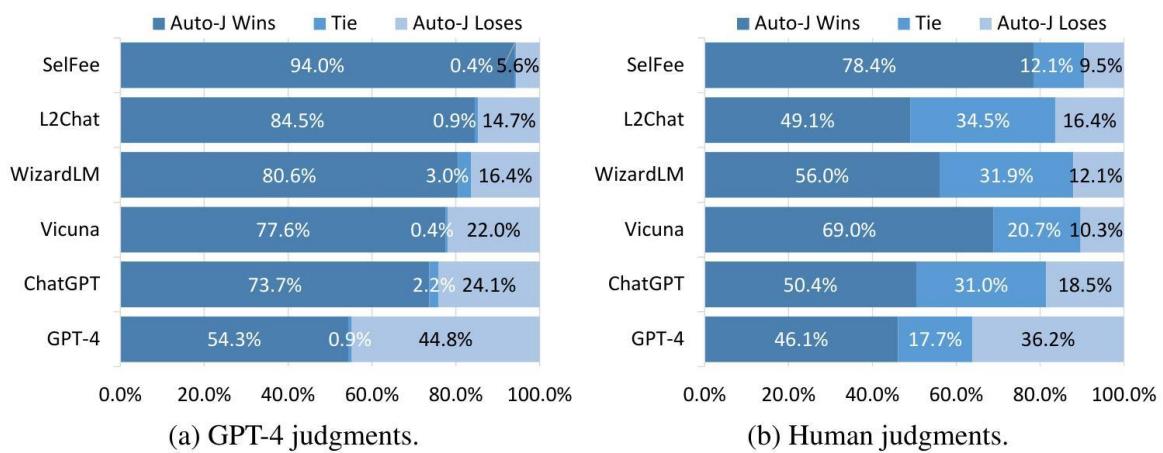 Auto-J Wins Tie Auto-J Loses
SelFee 94.0% 0.4% 5.6%
L2Chat 84.5% 0.9% 14.7%
WizardLM 80.6% 3.0% 16.4%
Vicuna 77.6% 0.4% 22.0%
ChatGPT 73.7% 2.2% 24.1%
GPT-4 54.3% 0.9% 44.8%
0.0% 20.0% 40.0% 60.0% 80.0% 100.0%
(a) GPT-4 judgments.
Auto-J Wins Tie Auto-J Loses
SelFee 78.4% 12.1% 9.5%
L2Chat 49.1% 34.5% 16.4%
WizardLM 56.0% 31.9% 12.1%
Vicuna 69.0% 20.7% 10.3%
ChatGPT 50.4% 31.0% 18.5%
GPT-4 46.1% 17.7% 36.2%
0.0% 20.0% 40.0% 60.0% 80.0% 100.0%
(b) Human judgments.